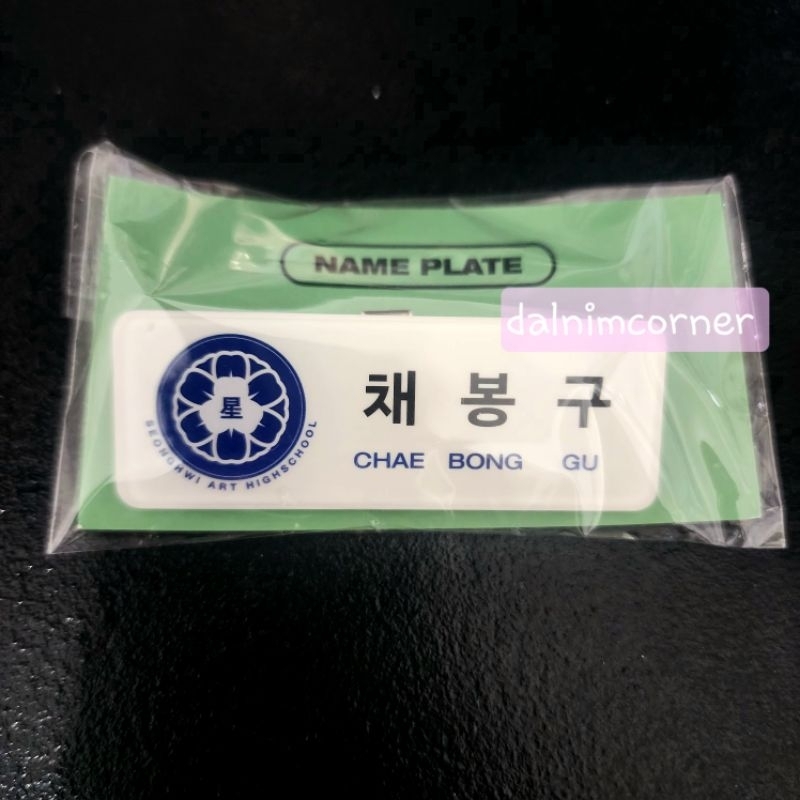 NAME PLATE
dalnimcorner
星
SEONGHWI ART HIGHSCHOOL
채 봉 구
CHAE BONG GU